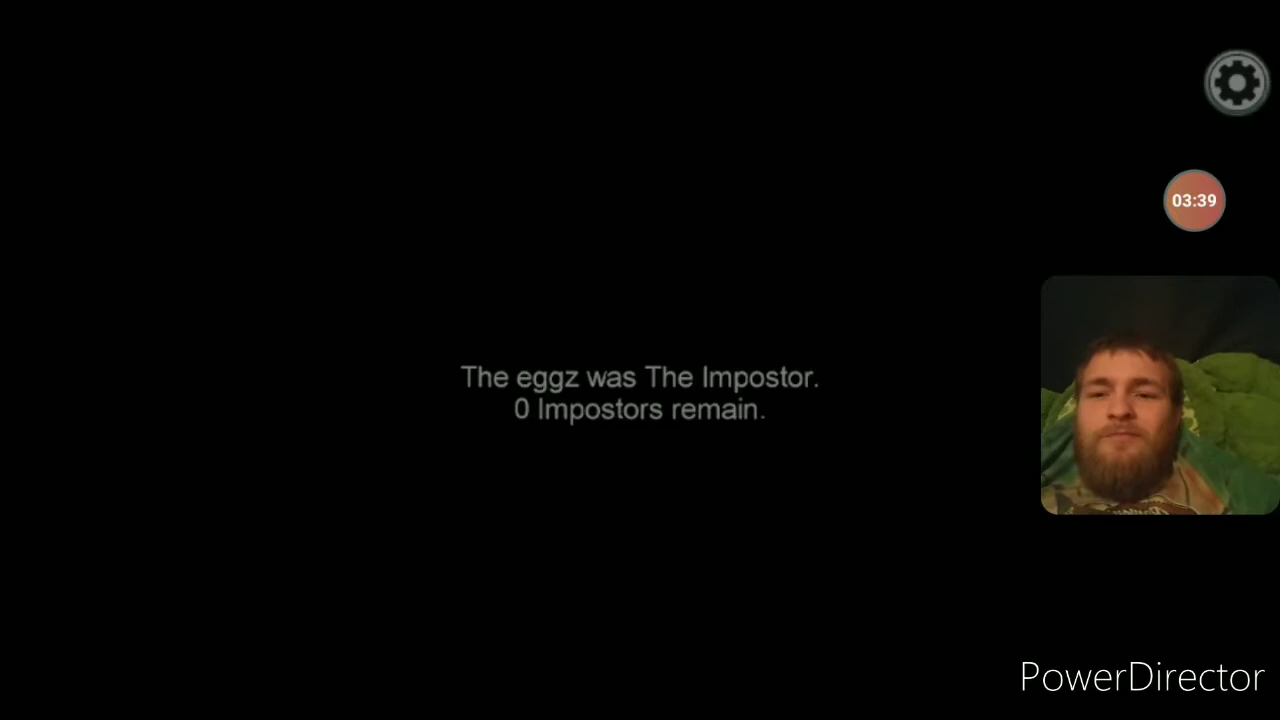 03:39
The eggz was The Impostor.
0 Impostors remain.
PowerDirector